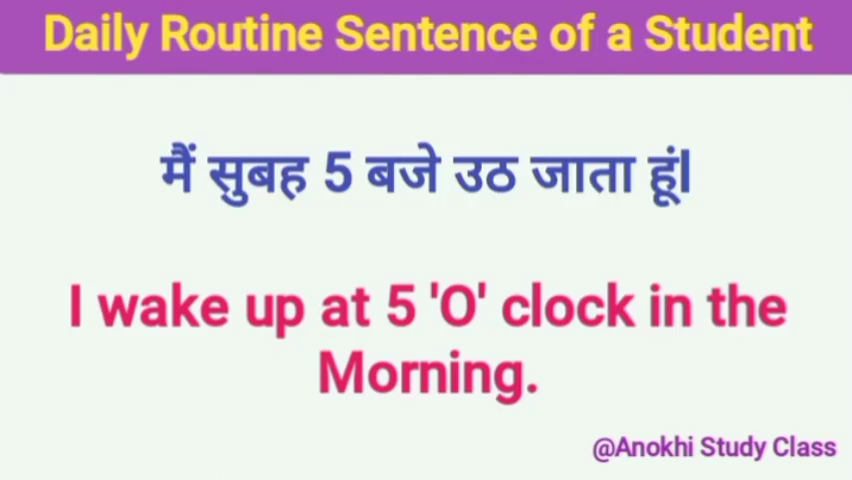 Daily Routine Sentence of a Student
मैं सुबह 5 बजे उठ जाता हूं।
I wake up at 5 'O' clock in the
Morning.
@Anokhi Study Class